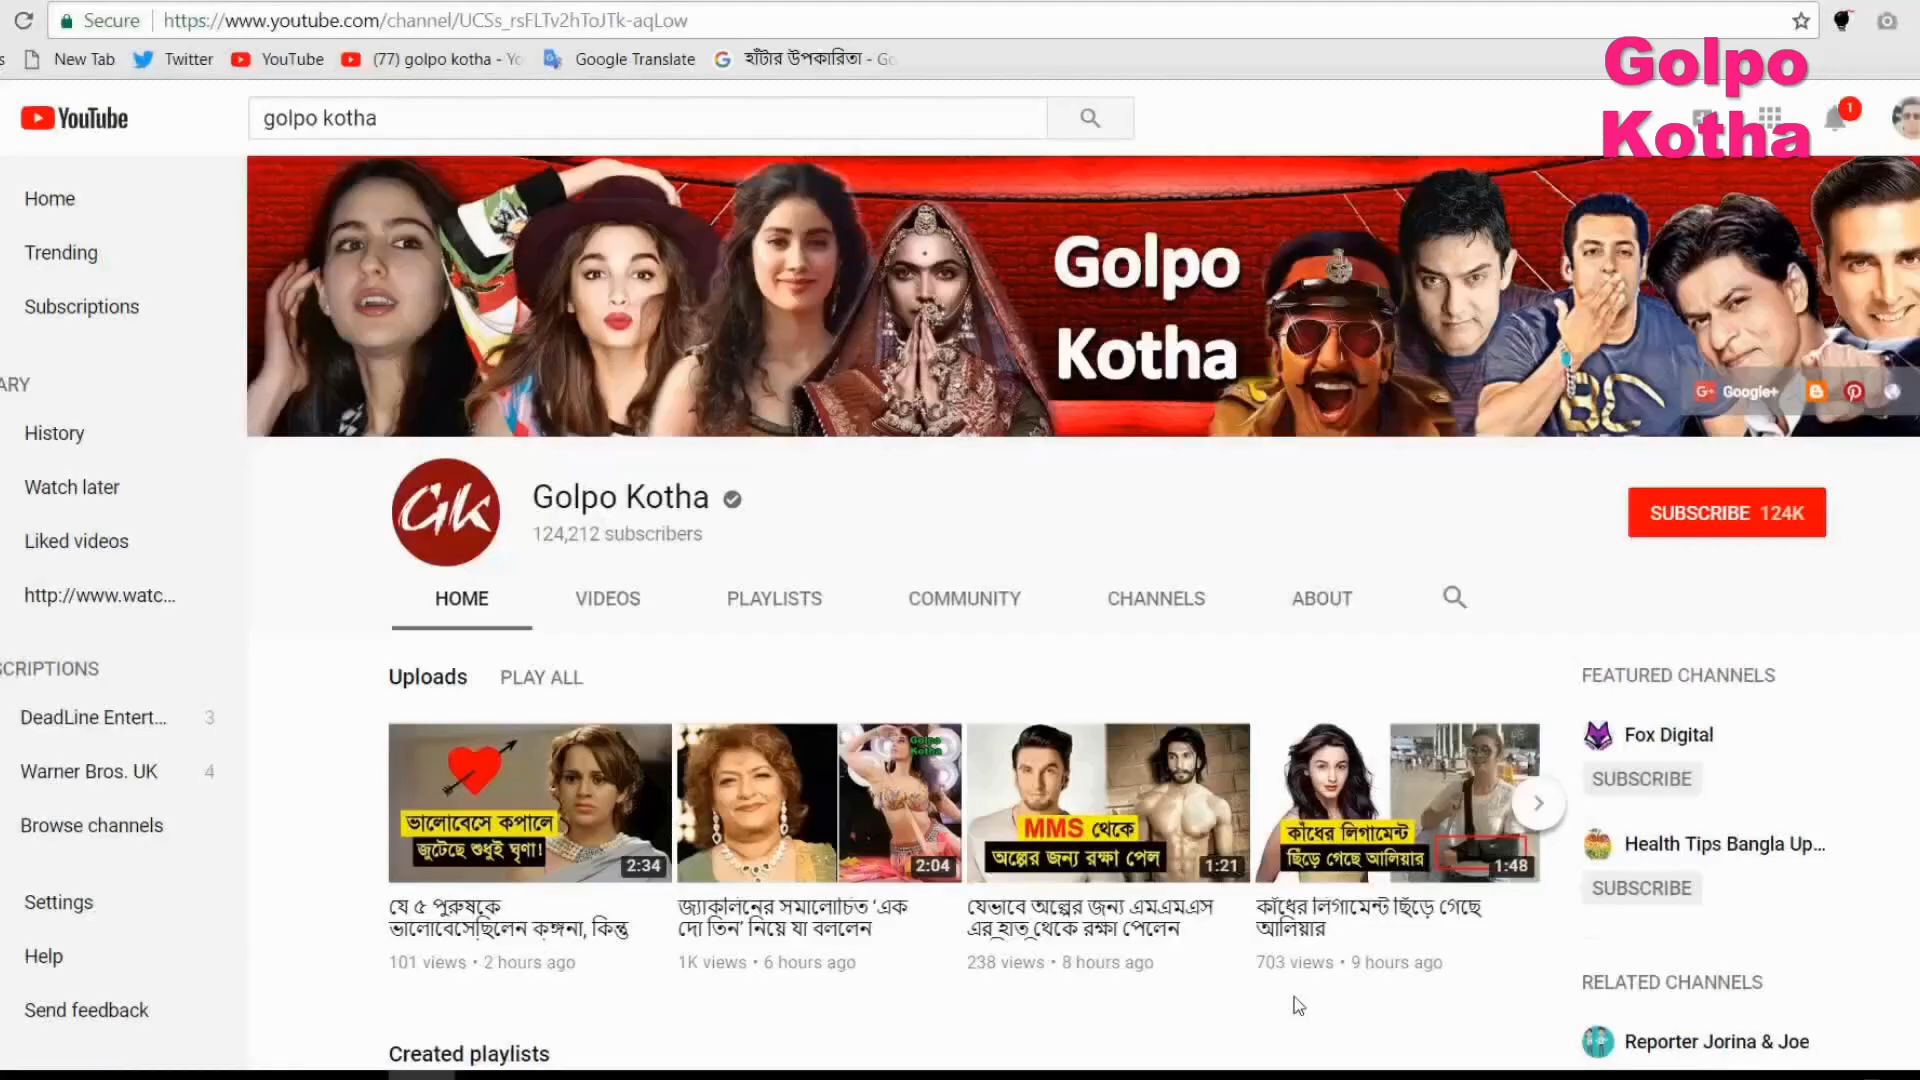 Secure https://www.youtube.com/channel/UCSs_rsFLTv2hToJTk-aqLow
New Tab Twitter YouTube (77) golpo kotha - Yo Google Translate হাঁটার উপকারিতা - Go
Golpo
Kotha
YouTube
golpo kotha
1
Home
Trending
Subscriptions
ARY
History
Watch later
Liked videos
http://www.watc...
SCRIPTIONS
DeadLine Entert... 3
Warner Bros. UK 4
Browse channels
Settings
Help
Send feedback
Golpo
Kotha
BC
G+ Google+
GK
Golpo Kotha
124,212 subscribers
SUBSCRIBE 124K
HOME VIDEOS PLAYLISTS COMMUNITY CHANNELS ABOUT
Uploads PLAY ALL
ভালোবেসে কপালে
জুটেছে শুধুই ঘৃণা!
2:34
Golpo
Kotha
2:04
MMS থেকে
অল্পের জন্য রক্ষা পেল
1:21
কাঁধের লিগামেন্ট
ছিঁড়ে গেছে আলিয়ার
1:48
যে ৫ পুরুষকে
ভালোবেসেছিলেন কঙ্গনা, কিন্তু
101 views • 2 hours ago
জ্যাকলিনের সমালোচিত ‘এক
দো তিন’ নিয়ে যা বললেন
1K views • 6 hours ago
যেভাবে অল্পের জন্য এমএমএস
এর হাত থেকে রক্ষা পেলেন
238 views • 8 hours ago
কাঁধের লিগামেন্ট ছিঁড়ে গেছে
আলিয়ার
703 views • 9 hours ago
Created playlists
FEATURED CHANNELS
Fox Digital
SUBSCRIBE
Health Tips Bangla Up...
SUBSCRIBE
RELATED CHANNELS
Reporter Jorina & Joe